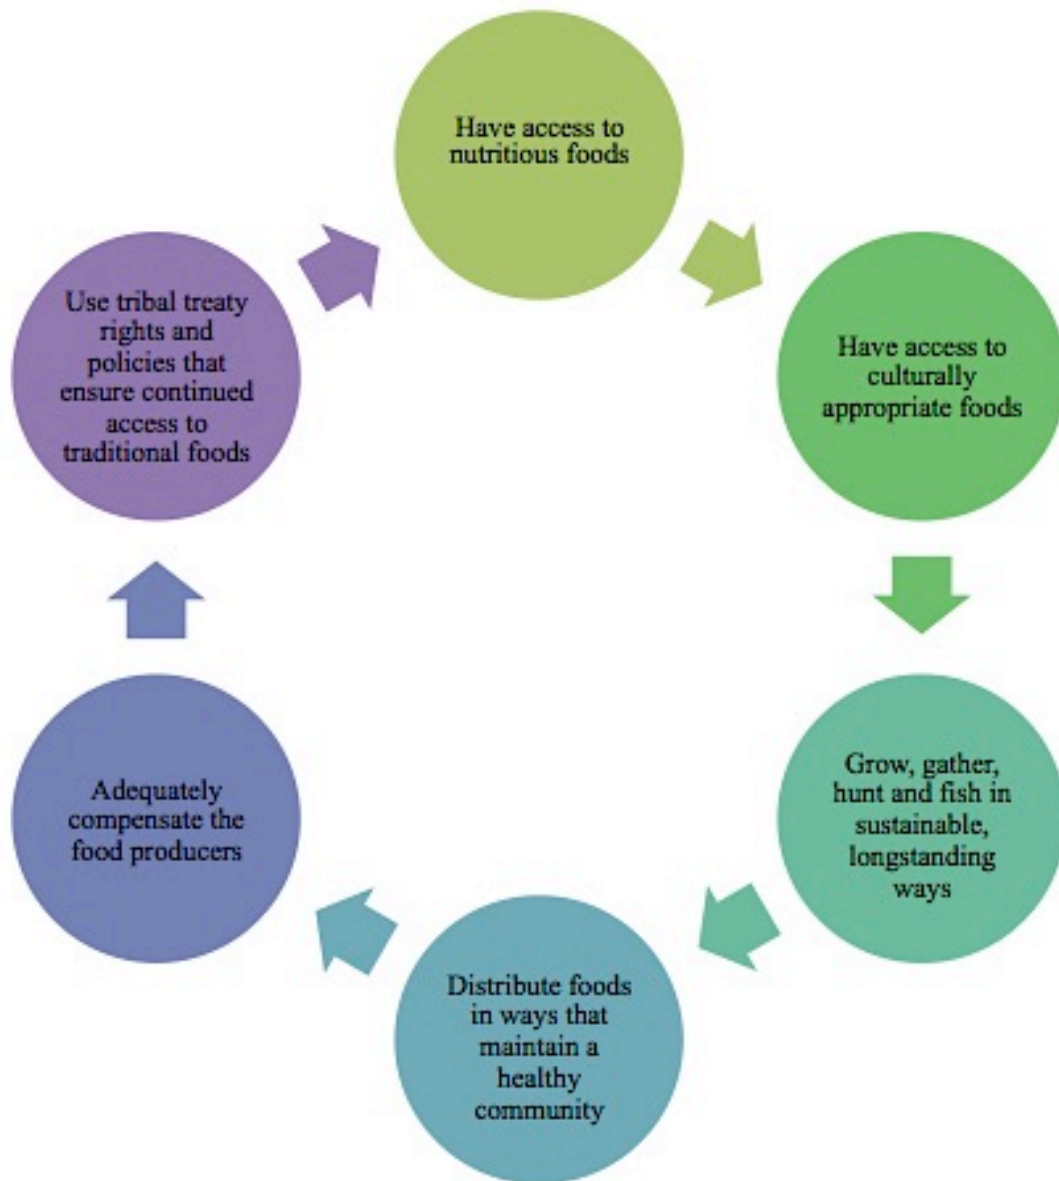 Have access to
nutritious foods
Have access to
culturally
appropriate foods
Grow, gather,
hunt and fish in
sustainable,
longstanding
ways
Distribute foods
in ways that
maintain a
healthy
community
Adequately
compensate the
food producers
Use tribal treaty
rights and
policies that
ensure continued
access to
traditional foods